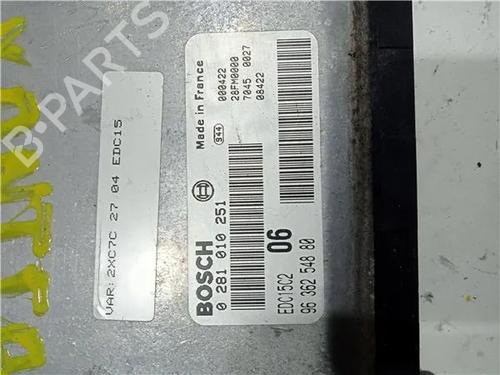 VAR:2XC7C 27 04 EDC15
BOSCH
0 281 010 251
EDC15C2
06
96 362 548 80
Made in France
944
000422
28FM0000
7045 0027
08422
B-PARTS